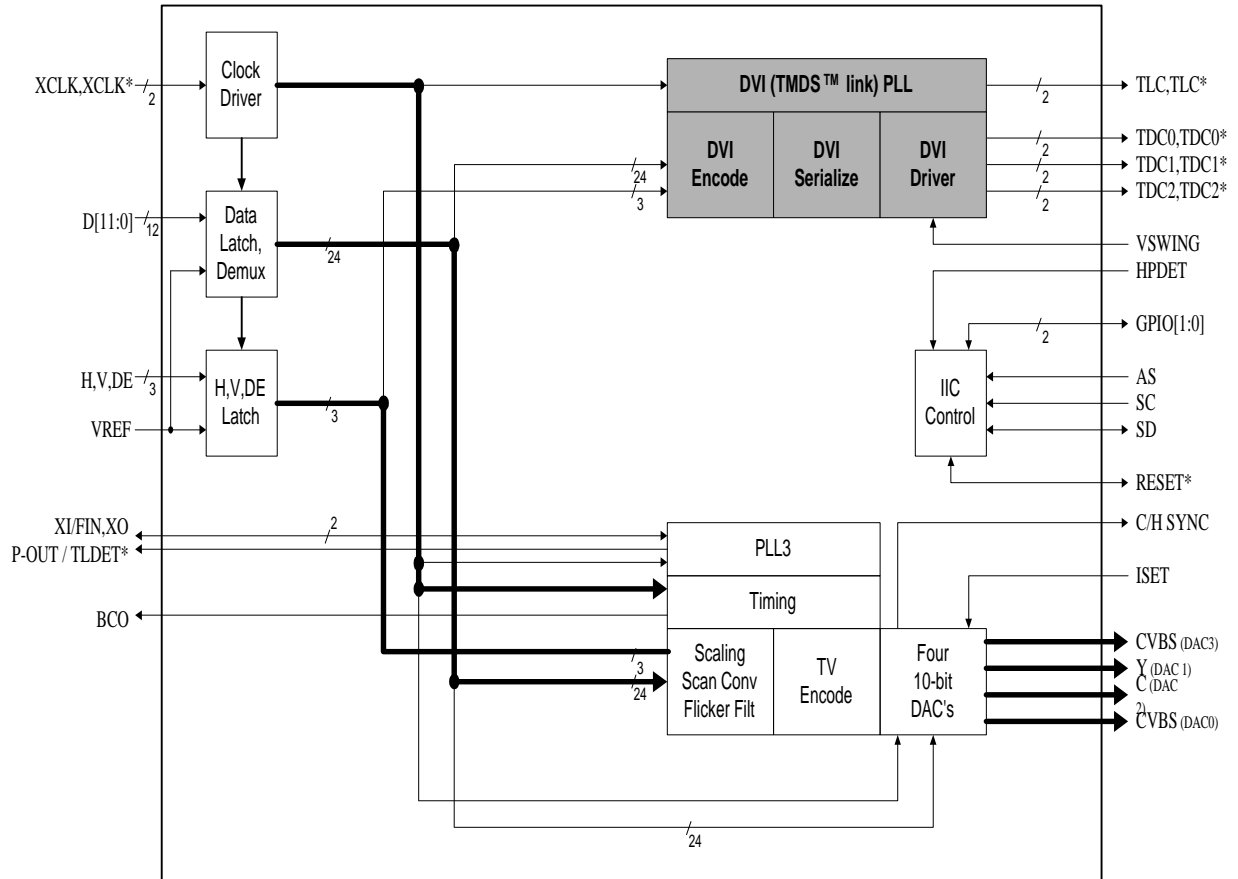 Clock
Driver
XCLK,XCLK*
2
DVI (TMDS™ link) PLL
2
TLC,TLC*
DVI
Encode
DVI
Serialize
DVI
Driver
24
3
2
TDC0,TDC0*
2
TDC1,TDC1*
2
TDC2,TDC2*
D[11:0]
12
Data
Latch,
Demux
24
VSWING
HPDET
2
GPIO[1:0]
H,V,DE
3
VREF
H,V,DE
Latch
3
IIC
Control
AS
SC
SD
RESET*
XI/FIN,XO
2
P-OUT / TLDET*
BCO
PLL3
Timing
C/H SYNC
ISET
Scaling
Scan Conv
Flicker Filt
3
24
TV
Encode
Four
10-bit
DAC's
CVBS (DAC3)
Y (DAC 1)
C (DAC
2)
CVBS (DAC0)
24